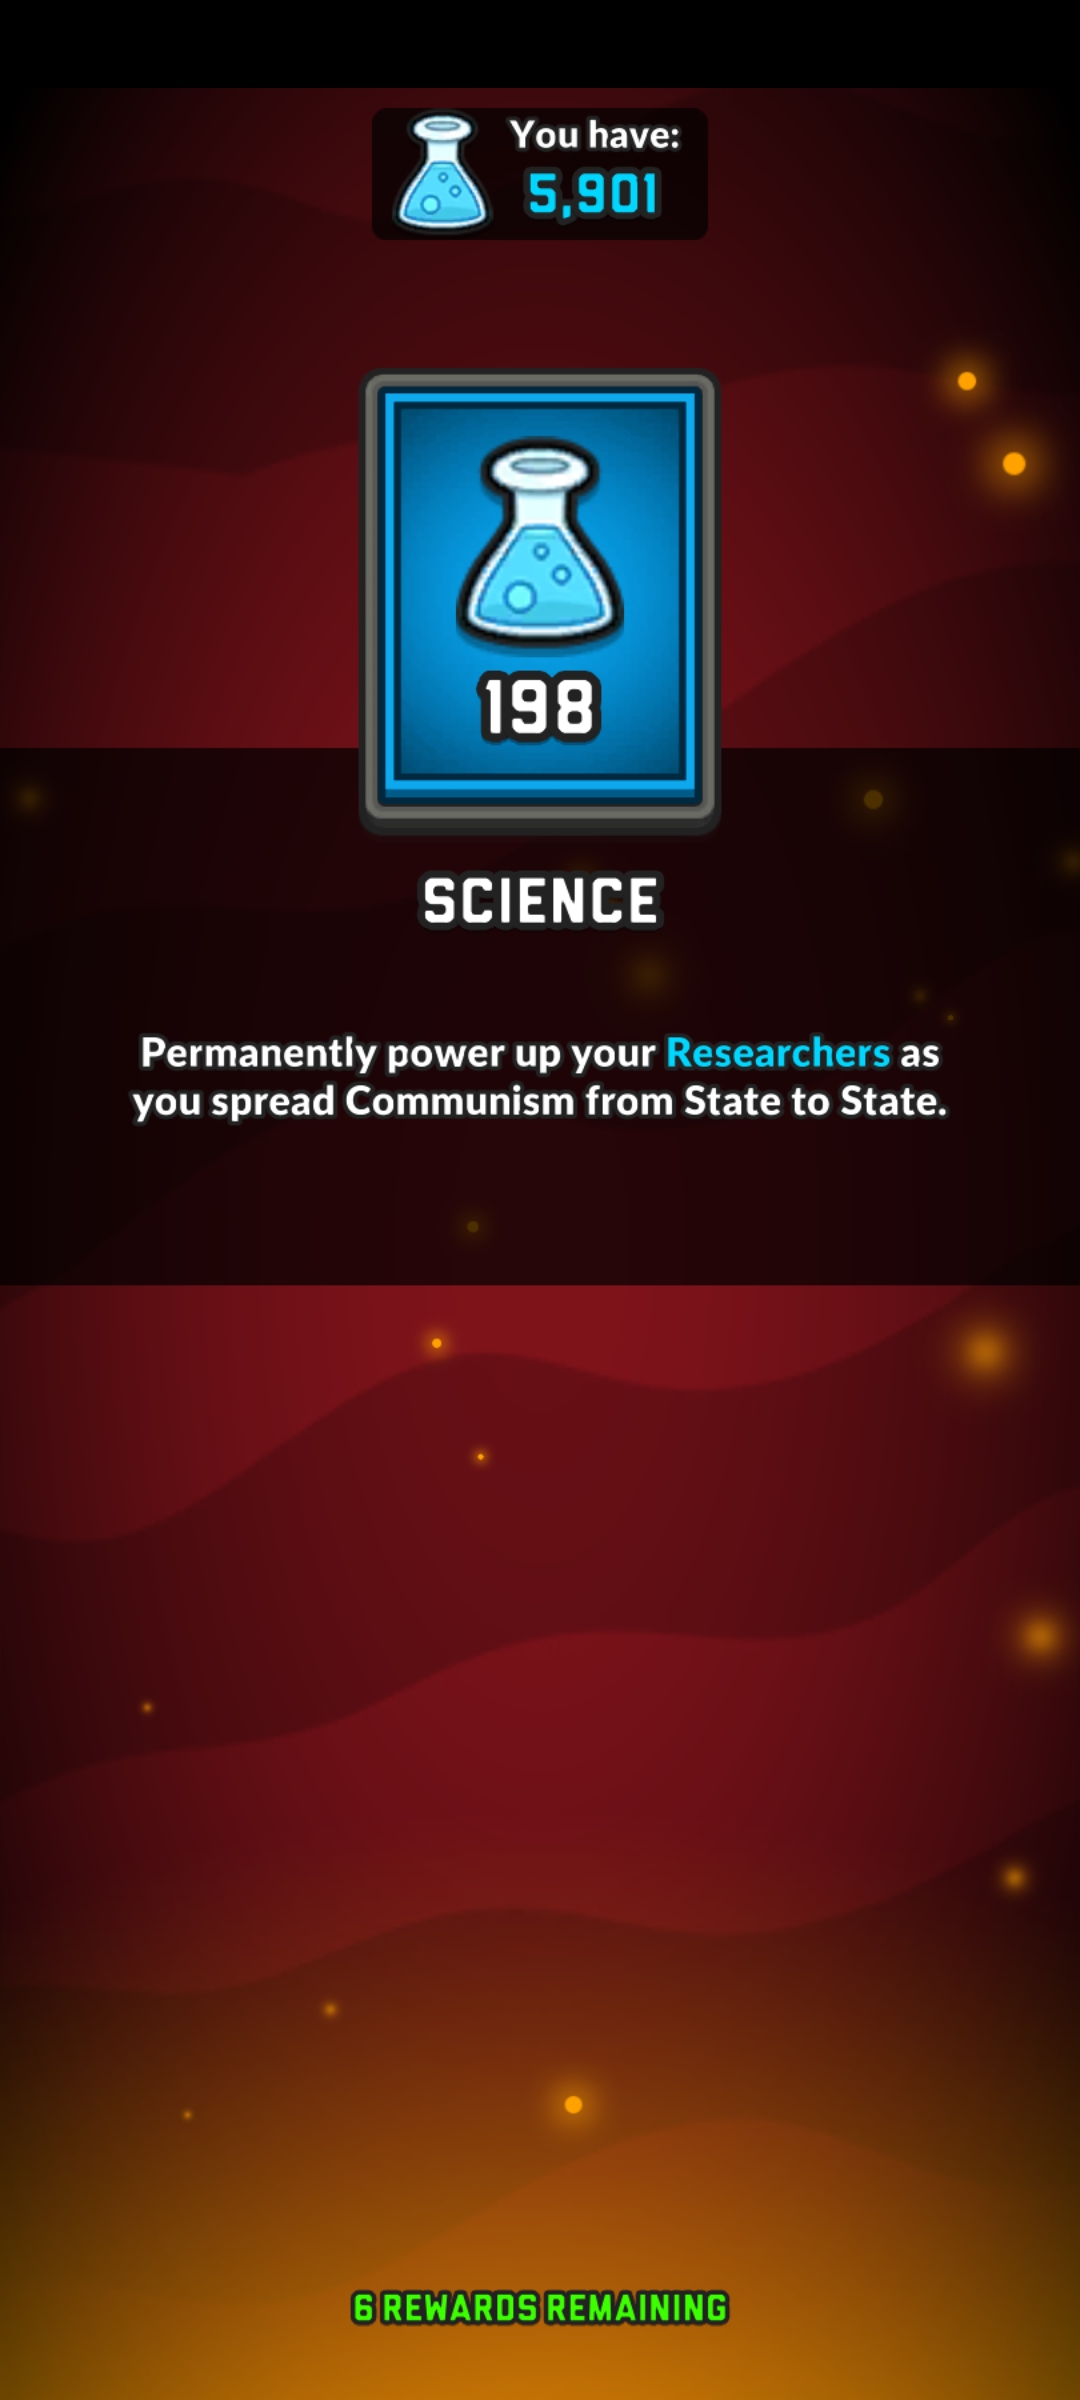 You have:
5,901
198
SCIENCE
Permanently power up your Researchers as
you spread Communism from State to State.
6 REWARDS REMAINING